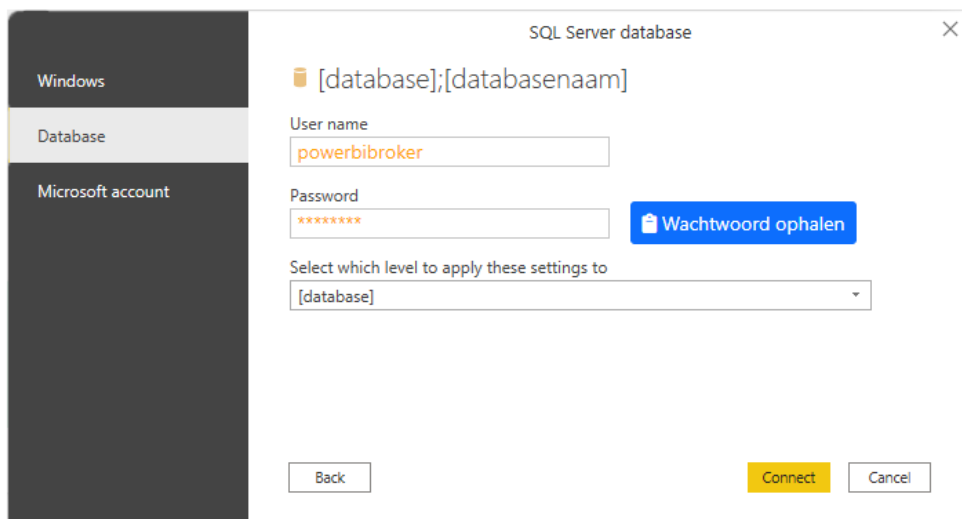 SQL Server database
Windows
Database
Microsoft account
[database];[databasenaam]
User name
powerbibroker
Password
********
Wachtwoord ophalen
Select which level to apply these settings to
[database]
Back
Connect
Cancel